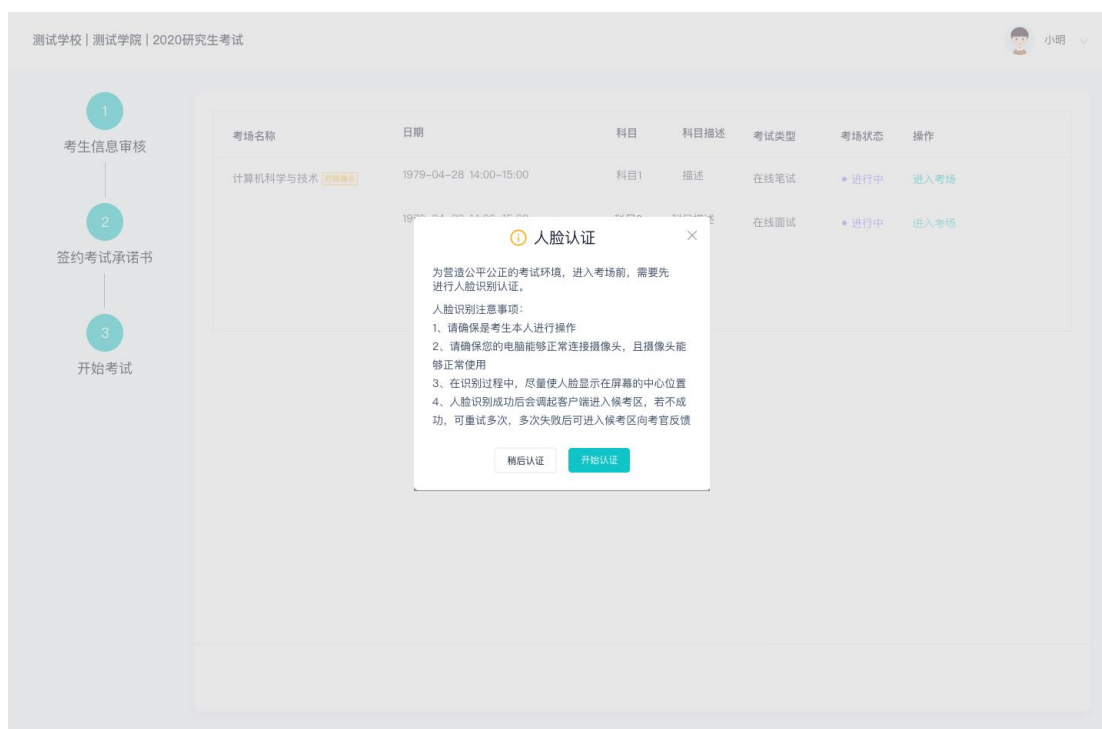 测试学校 | 测试学院 | 2020研究生考试
小明
1
考生信息审核
2
签约考试承诺书
3
开始考试
考场名称 日期 科目 科目描述 考试类型 考场状态 操作
计算机科学与技术 1979-04-28 14:00-15:00 科目1 描述 在线笔试 进行中 进入考场
在线面试 进行中 进入考场
人脸认证
为营造公平公正的考试环境，进入考场前，需要先
进行人脸识别认证。
人脸识别注意事项：
1、请确保是考生本人进行操作
2、请确保您的电脑能够正常连接摄像头，且摄像头能
够正常使用
3、在识别过程中，尽量使人脸显示在屏幕的中心位置
4、人脸识别成功后会调起客户端进入候考区，若不成
功，可重试多次，多次失败后可进入候考区向考官反馈
稍后认证 开始认证